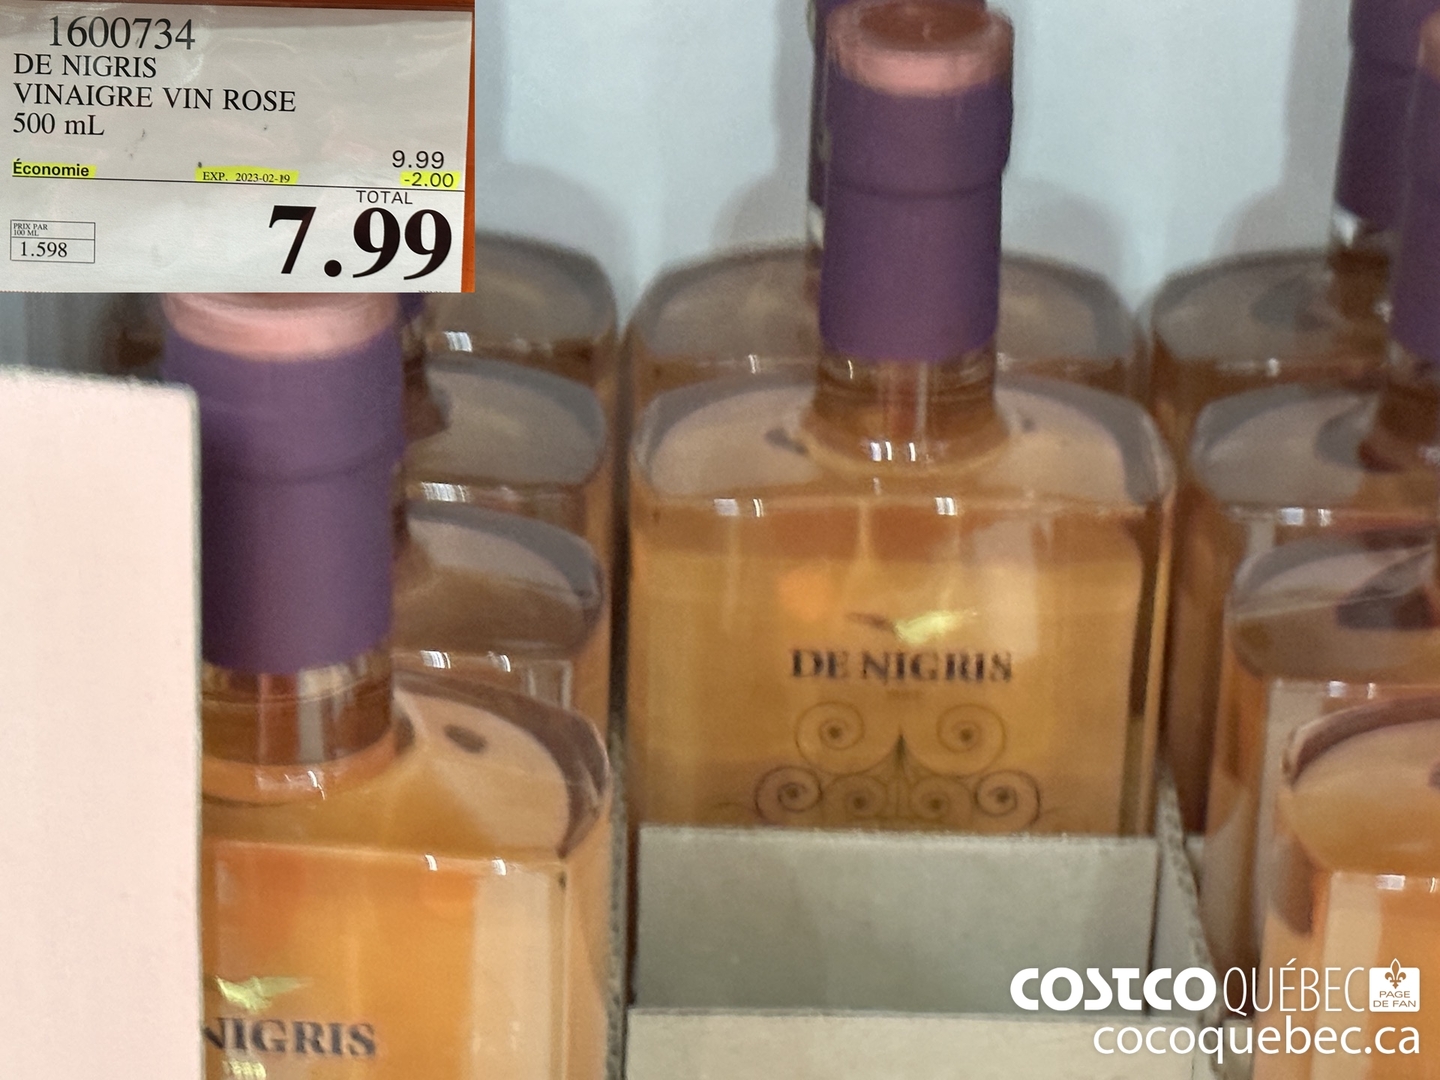 1600734
DE NIGRIS
VINAIGRE VIN ROSE
500 mL
9.99
Économie EXP. 2023-02-19 -2.00
TOTAL
7.99
PRIX PAR
100 ML
1.598
DE NIGRIS
NIGRIS
COSTCO QUÉBEC PAGE DE FAN
cocoquebec.ca